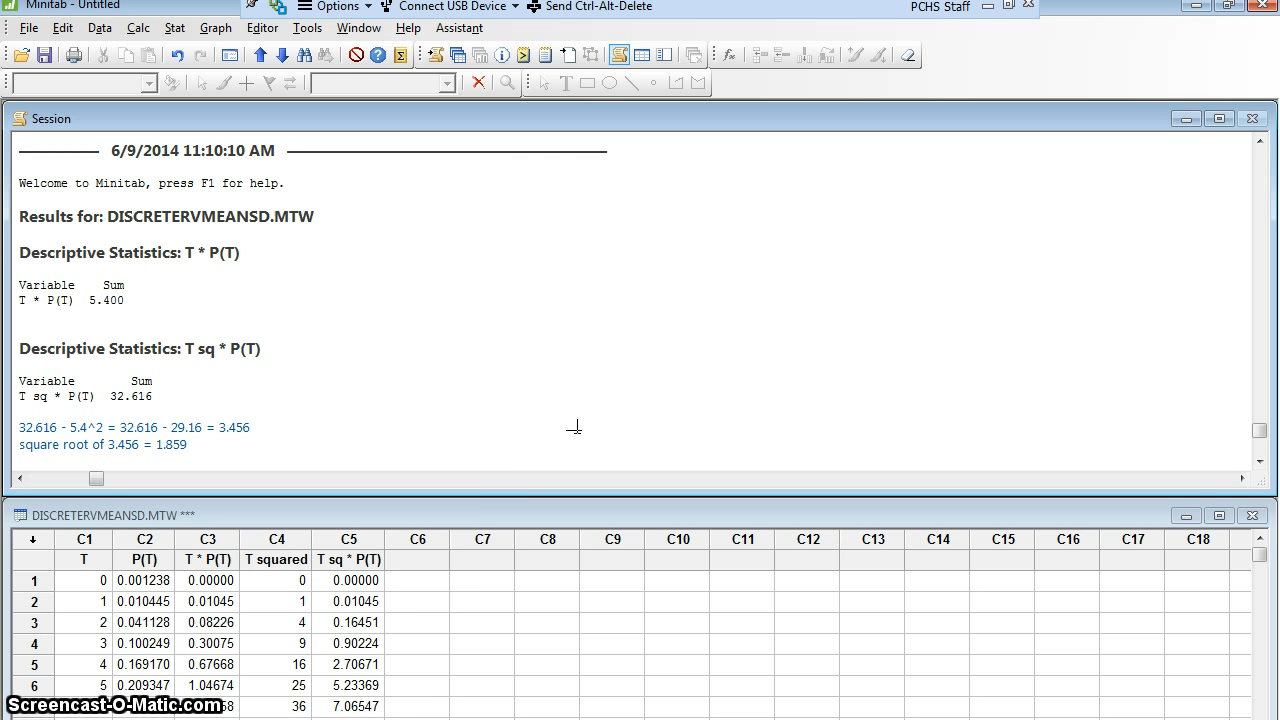 Minitab - Untitled
Options
Connect USB Device
Send Ctrl-Alt-Delete
PCHS Staff
File Edit Data Calc Stat Graph Editor Tools Window Help Assistant
Session
6/9/2014 11:10:10 AM
Welcome to Minitab, press F1 for help.
Results for: DISCRETERVMEANSD.MTW
Descriptive Statistics: T * P(T)
Variable Sum
T * P(T) 5.400
Descriptive Statistics: T sq * P(T)
Variable Sum
T sq * P(T) 32.616
32.616 - 5.4^2 = 32.616 - 29.16 = 3.456
square root of 3.456 = 1.859
DISCRETERVMEANSD.MTW ***
C1 C2 C3 C4 C5 C6 C7 C8 C9 C10 C11 C12 C13 C14 C15 C16 C17 C18
T P(T) T * P(T) T squared T sq * P(T)
1 0 0.001238 0.00000 0 0.00000
2 1 0.010445 0.01045 1 0.01045
3 2 0.041128 0.08226 4 0.16451
4 3 0.100249 0.30075 9 0.90224
5 4 0.169170 0.67668 16 2.70671
6 5 0.209347 1.04674 25 5.23369
36 7.06547
Screencast-O-Matic.com